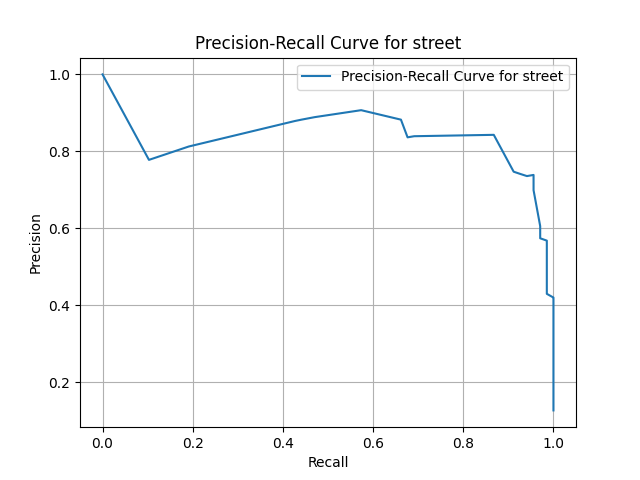 Precision-Recall Curve for street
Precision-Recall Curve for street
1.0
0.8
0.6
0.4
0.2
Precision
0.0 0.2 0.4 0.6 0.8 1.0
Recall